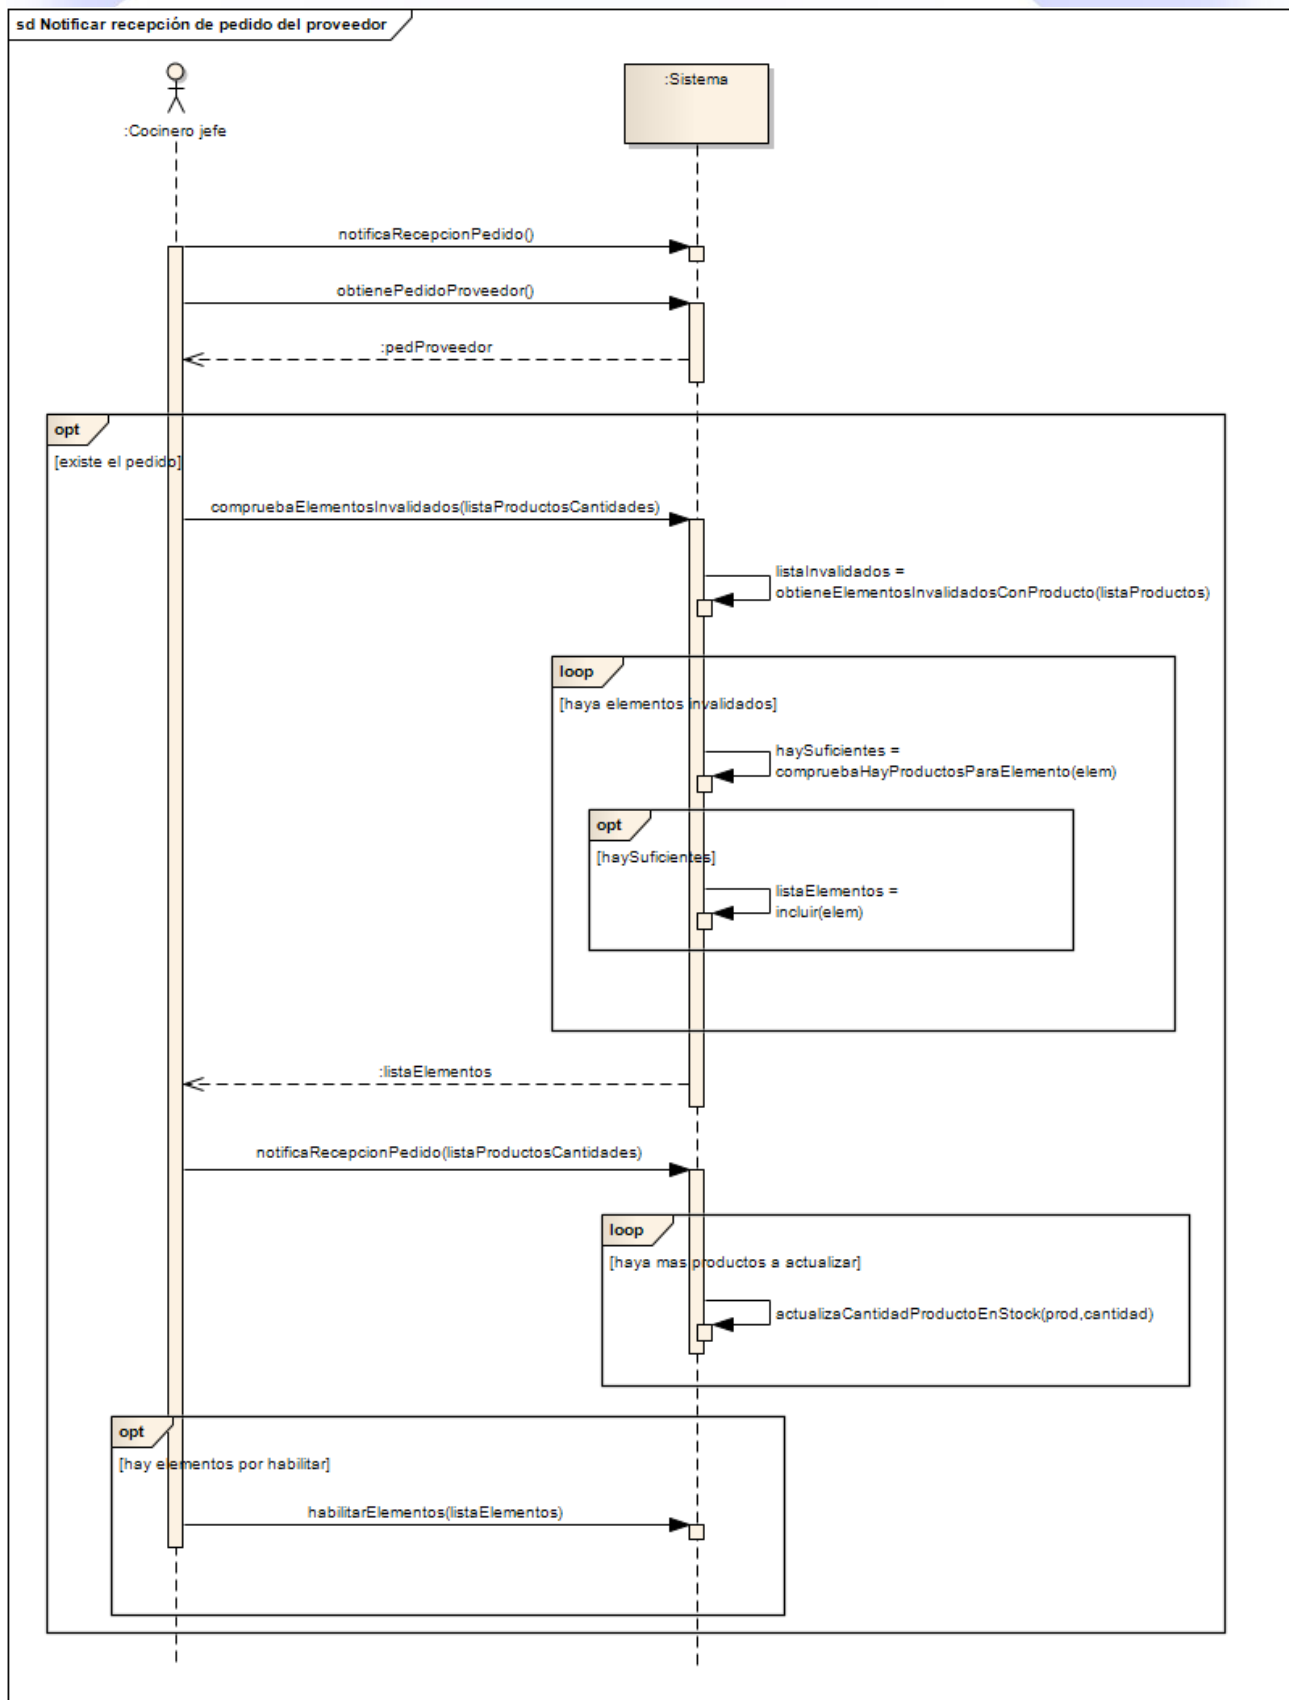 sd Notificar recepción de pedido del proveedor
:Sistema
:Cocinero jefe
notificaRecepcionPedido()
obtienePedidoProveedor()
:pedProveedor
opt
[existe el pedido]
compruebaElementosInvalidados(listaProductosCantidades)
listaInvalidados =
obtieneElementosInvalidadosConProducto(listaProductos)
loop
[haya elementos invalidados]
haySuficientes =
compruebaHayProductosParaElemento(elem)
opt
[haySuficientes]
listaElementos =
incluir(elem)
:listaElementos
notificaRecepcionPedido(listaProductosCantidades)
loop
[haya mas productos a actualizar]
actualizaCantidadProductoEnStock(prod,cantidad)
opt
[hay elementos por habilitar]
habilitarElementos(listaElementos)